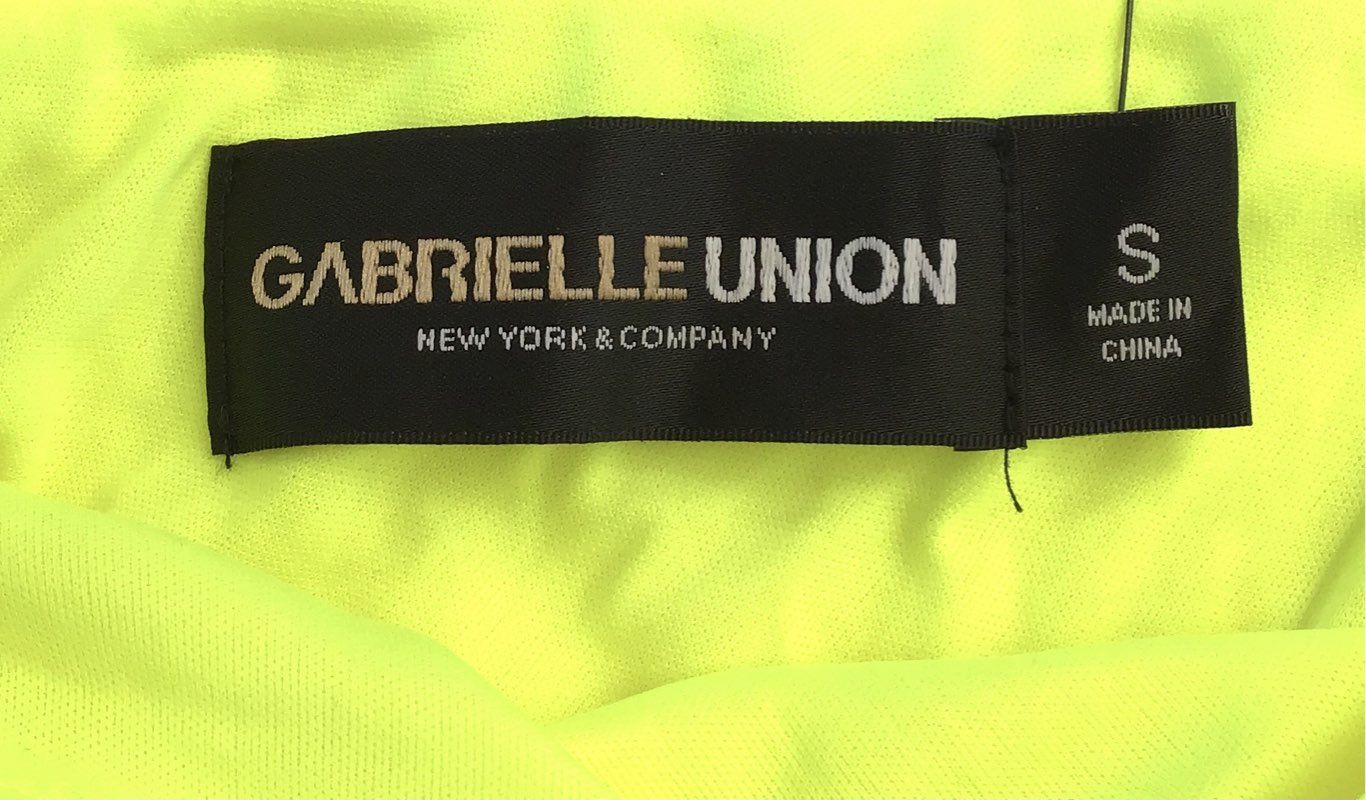 GABRIELLE UNION
NEW YORK & COMPANY
S
MADE IN
CHINA